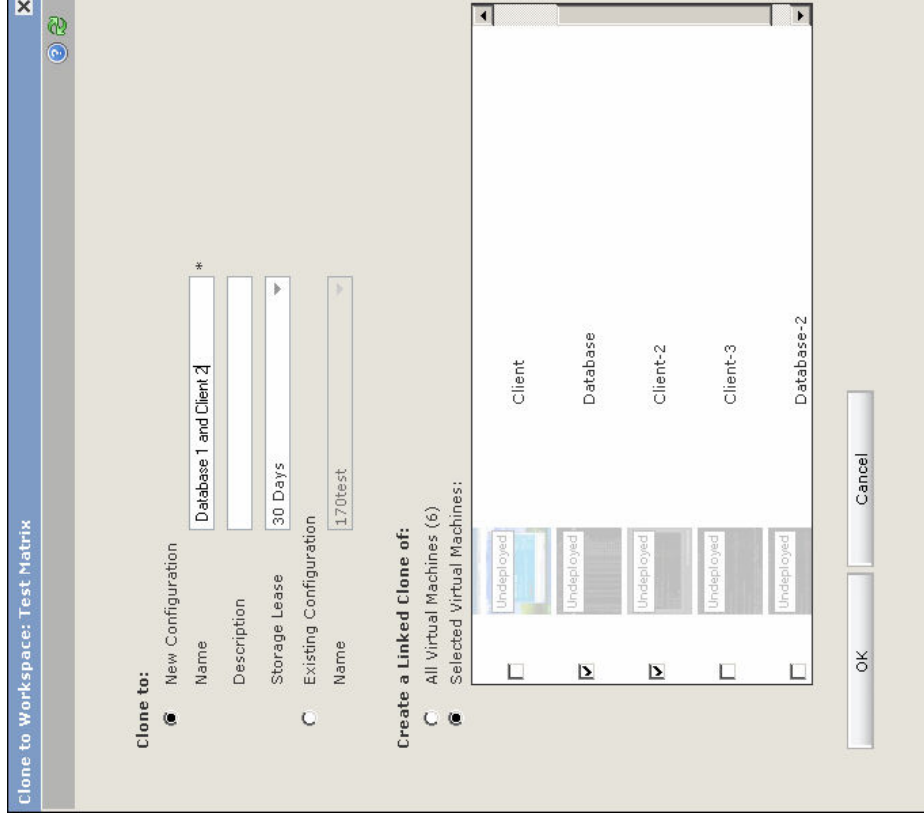 Clone to Workspace: Test Matrix
Clone to:
New Configuration
Name Database 1 and Client 2 *
Description
Storage Lease 30 Days
Existing Configuration
Name 170test
Create a Linked Clone of:
All Virtual Machines (6)
Selected Virtual Machines:
Undeployed Client
Undeployed Database
Undeployed Client-2
Undeployed Client-3
Undeployed Database-2
OK Cancel